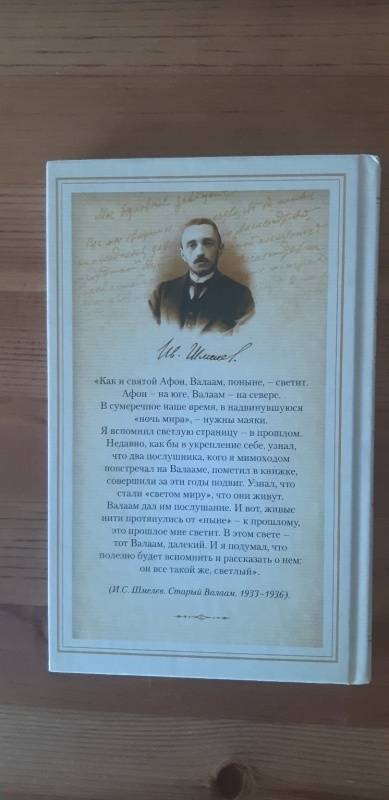 Ив. Шмелев.
«Как и святой Афон, Валаам, поныне, – светит.
Афон – на юге, Валаам – на севере.
В сумеречное наше время, в надвинувшуюся
«ночь мира», – нужны маяки.
Я вспомнил светлую страницу – в прошлом.
Недавно, как бы в укрепление себе, узнал,
что два послушника, кого я мимоходом
повстречал на Валааме, пометил в книжке,
совершили за эти годы подвиг. Узнал, что
стали «светом миру», что они живут.
Валаам дал им послушание. И вот, живые
нити протянулись от «ныне» – к прошлому,
это прошлое мне светит. В этом свете –
тот Валаам, далекий. И я подумал, что
полезно будет вспомнить и рассказать о нем:
он все такой же, светлый».
(И.С. Шмелев. Старый Валаам. 1933–1936).